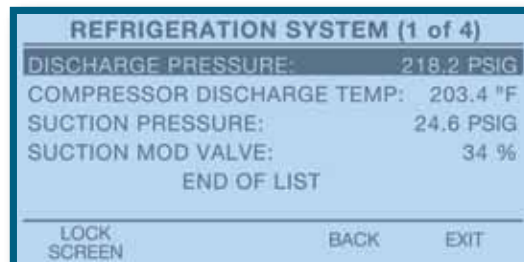 REFRIGERATION SYSTEM (1 of 4)
DISCHARGE PRESSURE: 218.2 PSIG
COMPRESSOR DISCHARGE TEMP: 203.4 °F
SUCTION PRESSURE: 24.6 PSIG
SUCTION MOD VALVE: 34 %
END OF LIST
LOCK SCREEN BACK EXIT